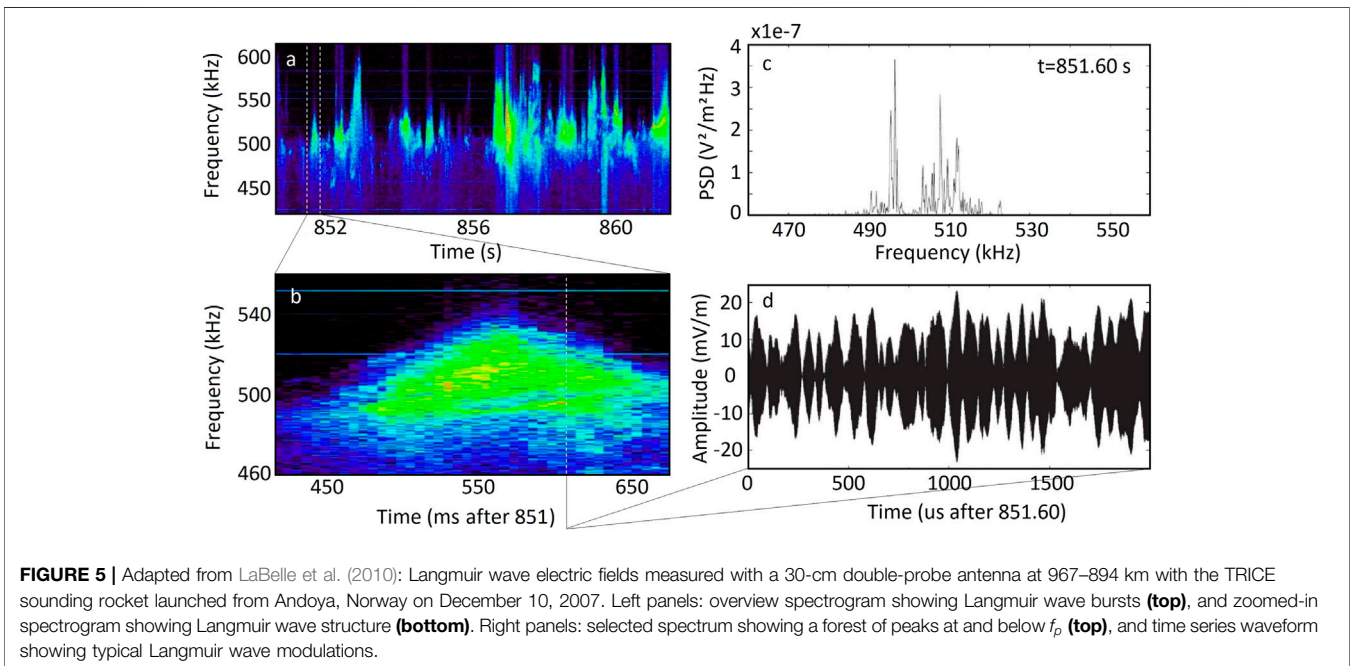 a
Frequency (kHz)
600
550
500
450
852
856
860
Time (s)
b
Frequency (kHz)
540
500
460
450
550
650
Time (ms after 851)
x1e-7
c
t=851.60 s
PSD (V²/m²Hz)
4
3
2
1
0
470
490
510
530
550
Frequency (kHz)
d
Amplitude (mV/m)
20
10
0
-10
-20
0
500
1000
1500
Time (us after 851.60)
FIGURE 5 | Adapted from LaBelle et al. (2010): Langmuir wave electric fields measured with a 30-cm double-probe antenna at 967–894 km with the TRICE
sounding rocket launched from Andoya, Norway on December 10, 2007. Left panels: overview spectrogram showing Langmuir wave bursts (top), and zoomed-in
spectrogram showing Langmuir wave structure (bottom). Right panels: selected spectrum showing a forest of peaks at and below fp (top), and time series waveform
showing typical Langmuir wave modulations.